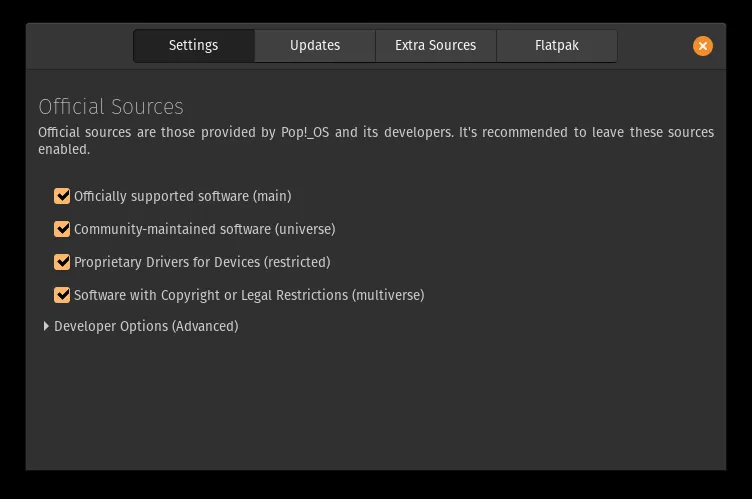 Settings
Updates
Extra Sources
Flatpak
Official Sources
Official sources are those provided by Pop!_OS and its developers. It's recommended to leave these sources
enabled.
Officially supported software (main)
Community-maintained software (universe)
Proprietary Drivers for Devices (restricted)
Software with Copyright or Legal Restrictions (multiverse)
Developer Options (Advanced)